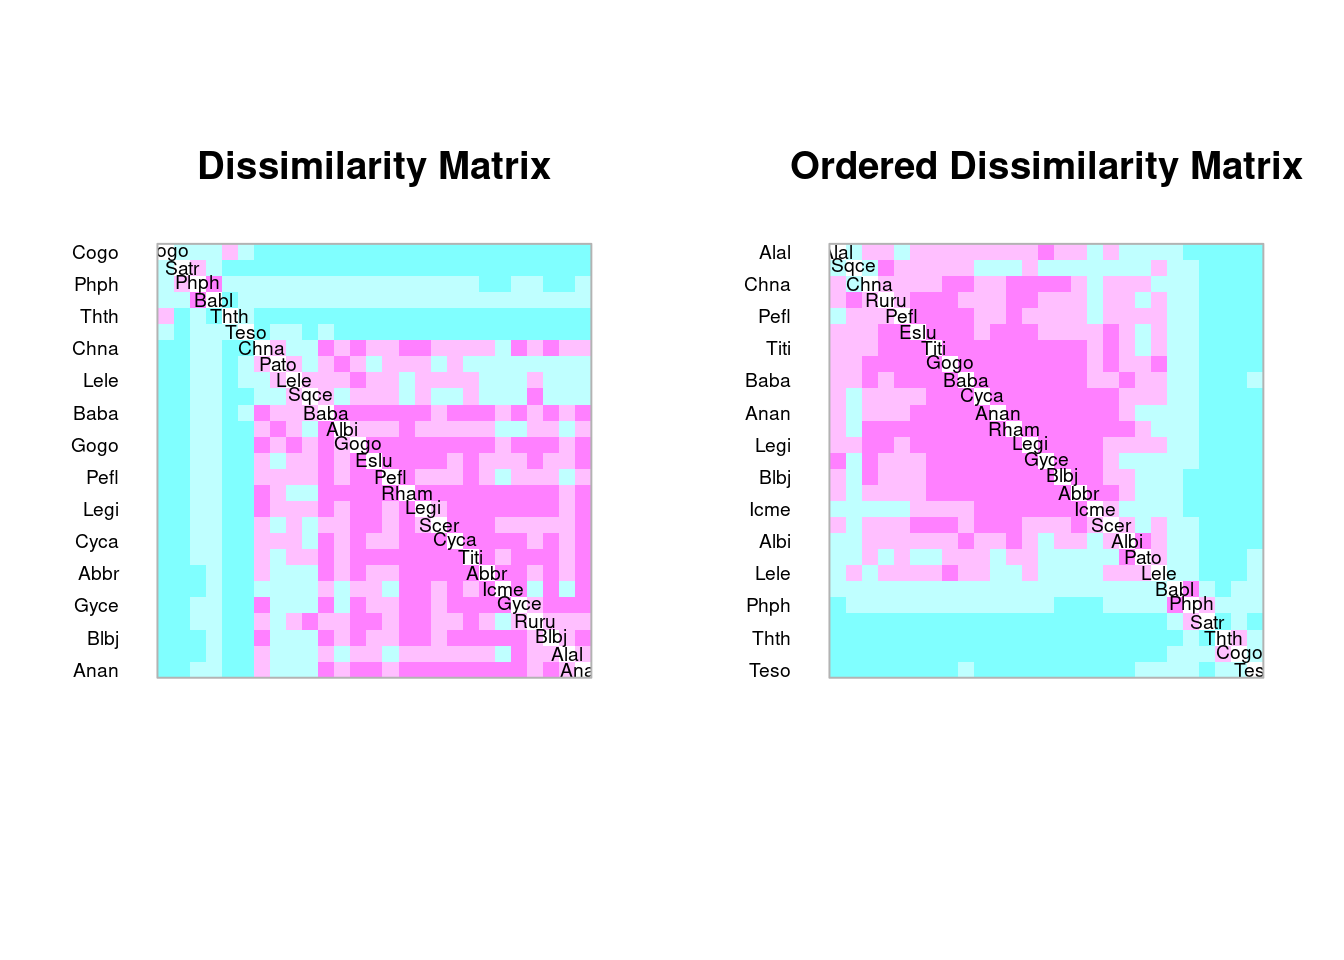 Dissimilarity Matrix
Cogo
Phph
Thth
Chna
Lele
Baba
Gogo
Pefl
Legi
Cyca
Abbr
Gyce
Blbj
Anan
ogo
Satr
Phph
Babl
Thth
Teso
Chna
Pato
Lele
Sqce
Baba
Albi
Gogo
Eslu
Pefl
Rham
Legi
Scer
Cyca
Titi
Abbr
Icme
Gyce
Ruru
Blbj
Alal
Ana
Ordered Dissimilarity Matrix
Alal
Chna
Pefl
Titi
Baba
Anan
Legi
Blbj
Icme
Albi
Lele
Phph
Thth
Teso
Alal
Sqce
Chna
Ruru
Pefl
Eslu
Titi
Gogo
Baba
Cyca
Anan
Rham
Legi
Gyce
Blbj
Abbr
Icme
Scer
Albi
Pato
Lele
Babl
Phph
Satr
Thth
Cogo
Tes